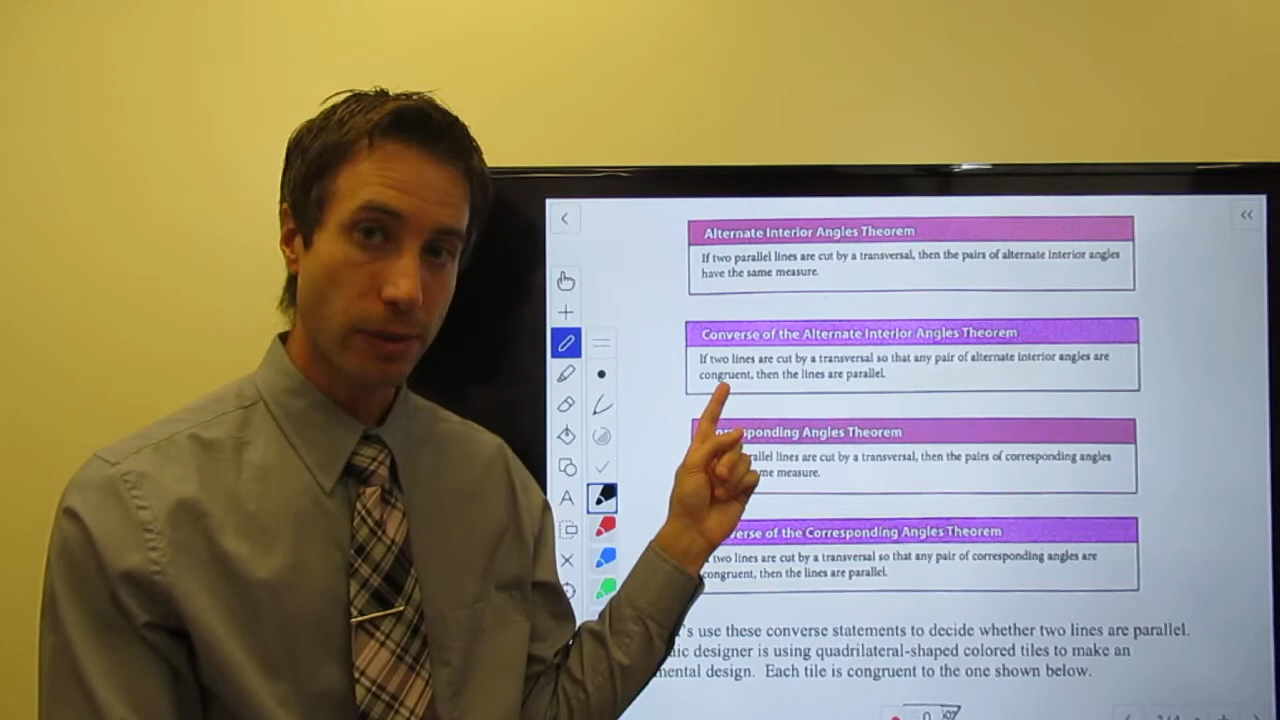 Alternate Interior Angles Theorem
If two parallel lines are cut by a transversal, then the pairs of alternate interior angles
have the same measure.
Converse of the Alternate Interior Angles Theorem
If two lines are cut by a transversal so that any pair of alternate interior angles are
congruent, then the lines are parallel.
sponding Angles Theorem
rallel lines are cut by a transversal, then the pairs of corresponding angles
me measure.
verse of the Corresponding Angles Theorem
two lines are cut by a transversal so that any pair of corresponding angles are
congruent, then the lines are parallel.
's use these converse statements to decide whether two lines are parallel.
ic designer is using quadrilateral-shaped colored tiles to make an
mental design. Each tile is congruent to the one shown below.